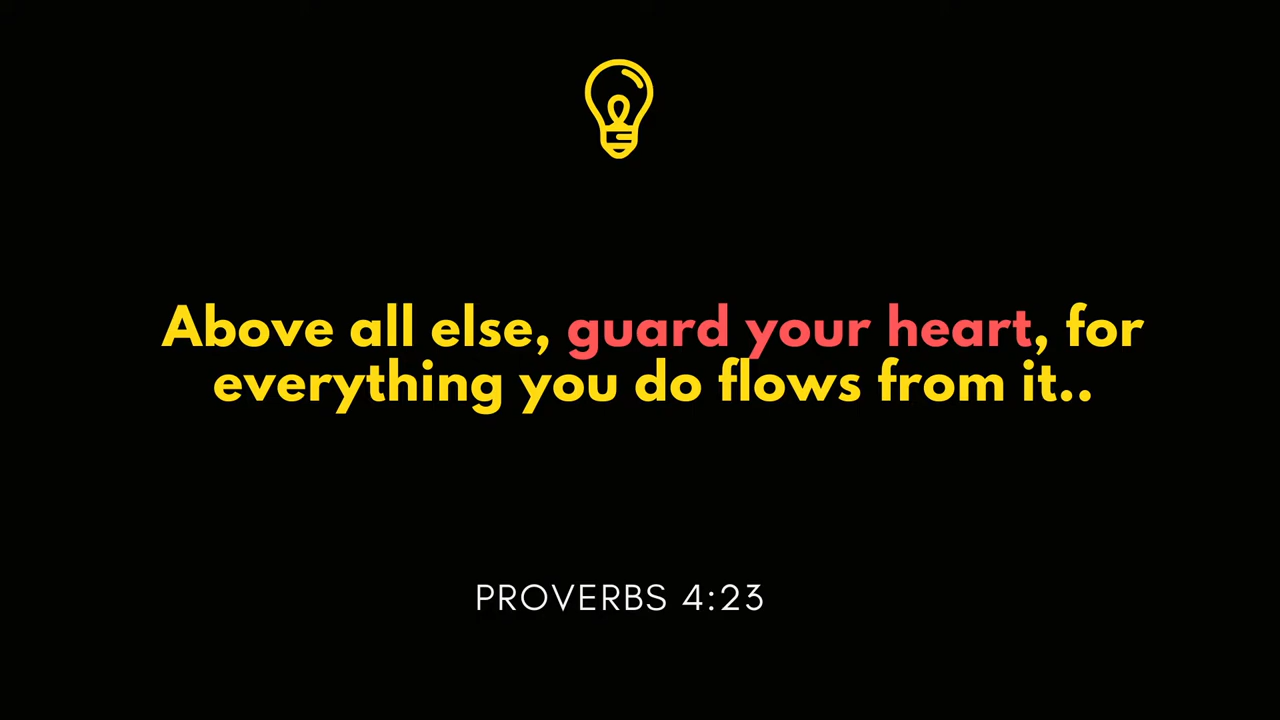 Above all else, guard your heart, for
everything you do flows from it..
PROVERBS 4:23